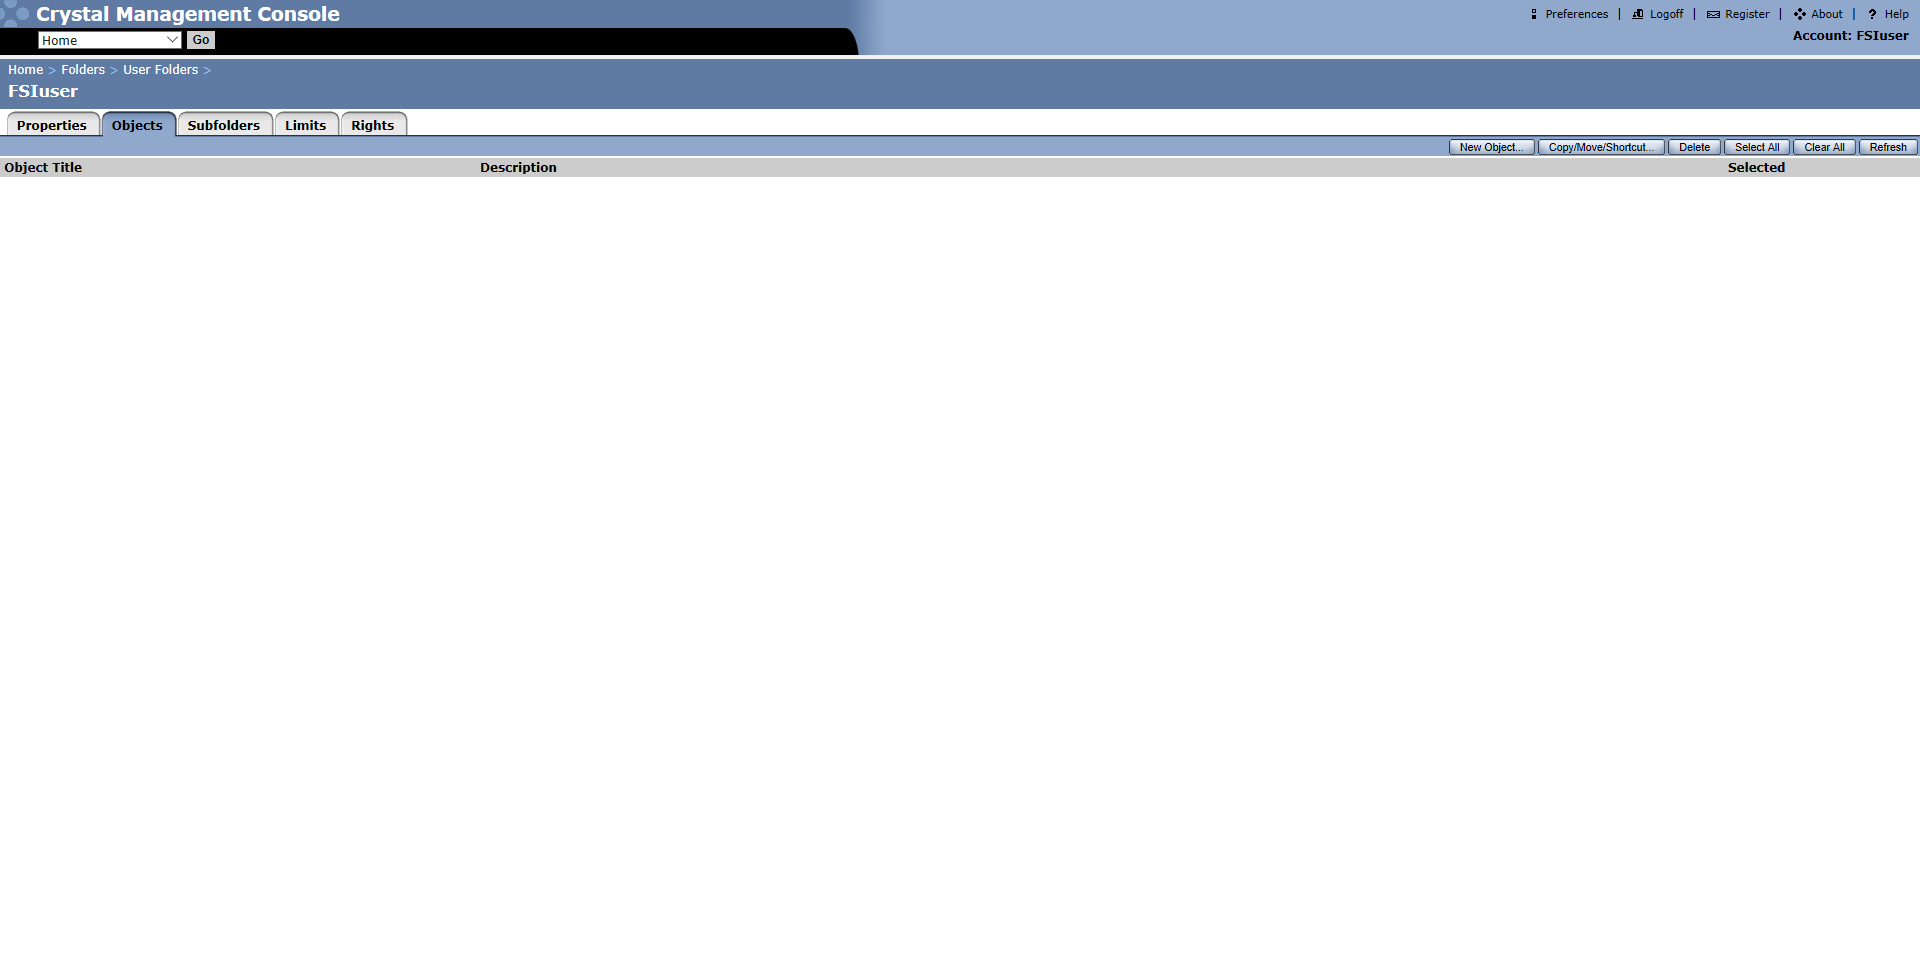 Crystal Management Console
Preferences | Logoff | Register | About | ? Help
Home Go
Account: FSIuser
Home > Folders > User Folders >
FSIuser
Properties Objects Subfolders Limits Rights
New Object... Copy/Move/Shortcut... Delete Select All Clear All Refresh
Object Title Description Selected